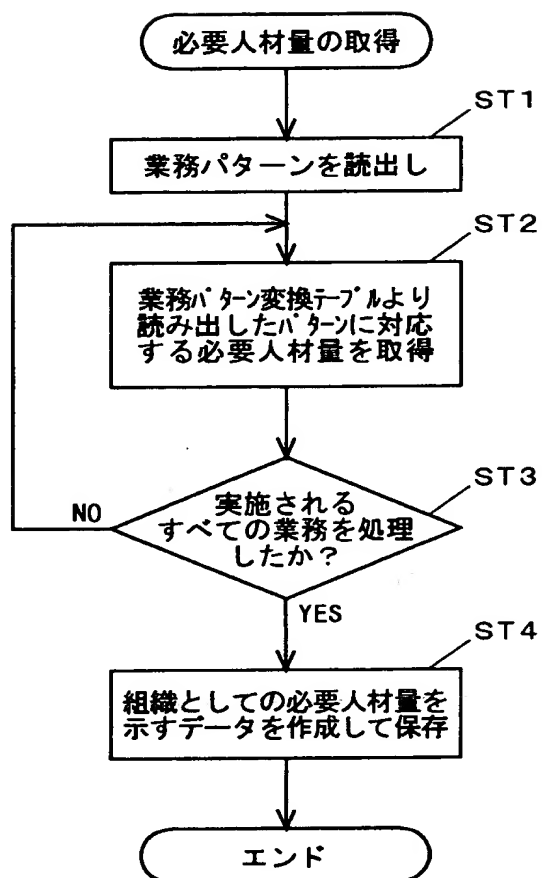 必要人材量の取得
ST1
業務パターンを読出し
ST2
業務パターン変換テーブルより
読み出したパターンに対応
する必要人材量を取得
ST3
実施される
すべての業務を処理
したか？
NO
YES
ST4
組織としての必要人材量を
示すデータを作成して保存
エンド